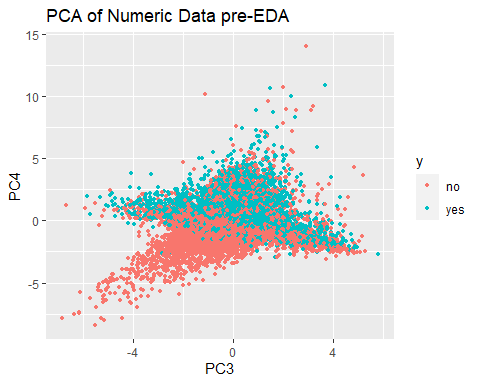 PCA of Numeric Data pre-EDA
15
10
5
0
-5
PC4
-4
0
4
PC3
y
no
yes